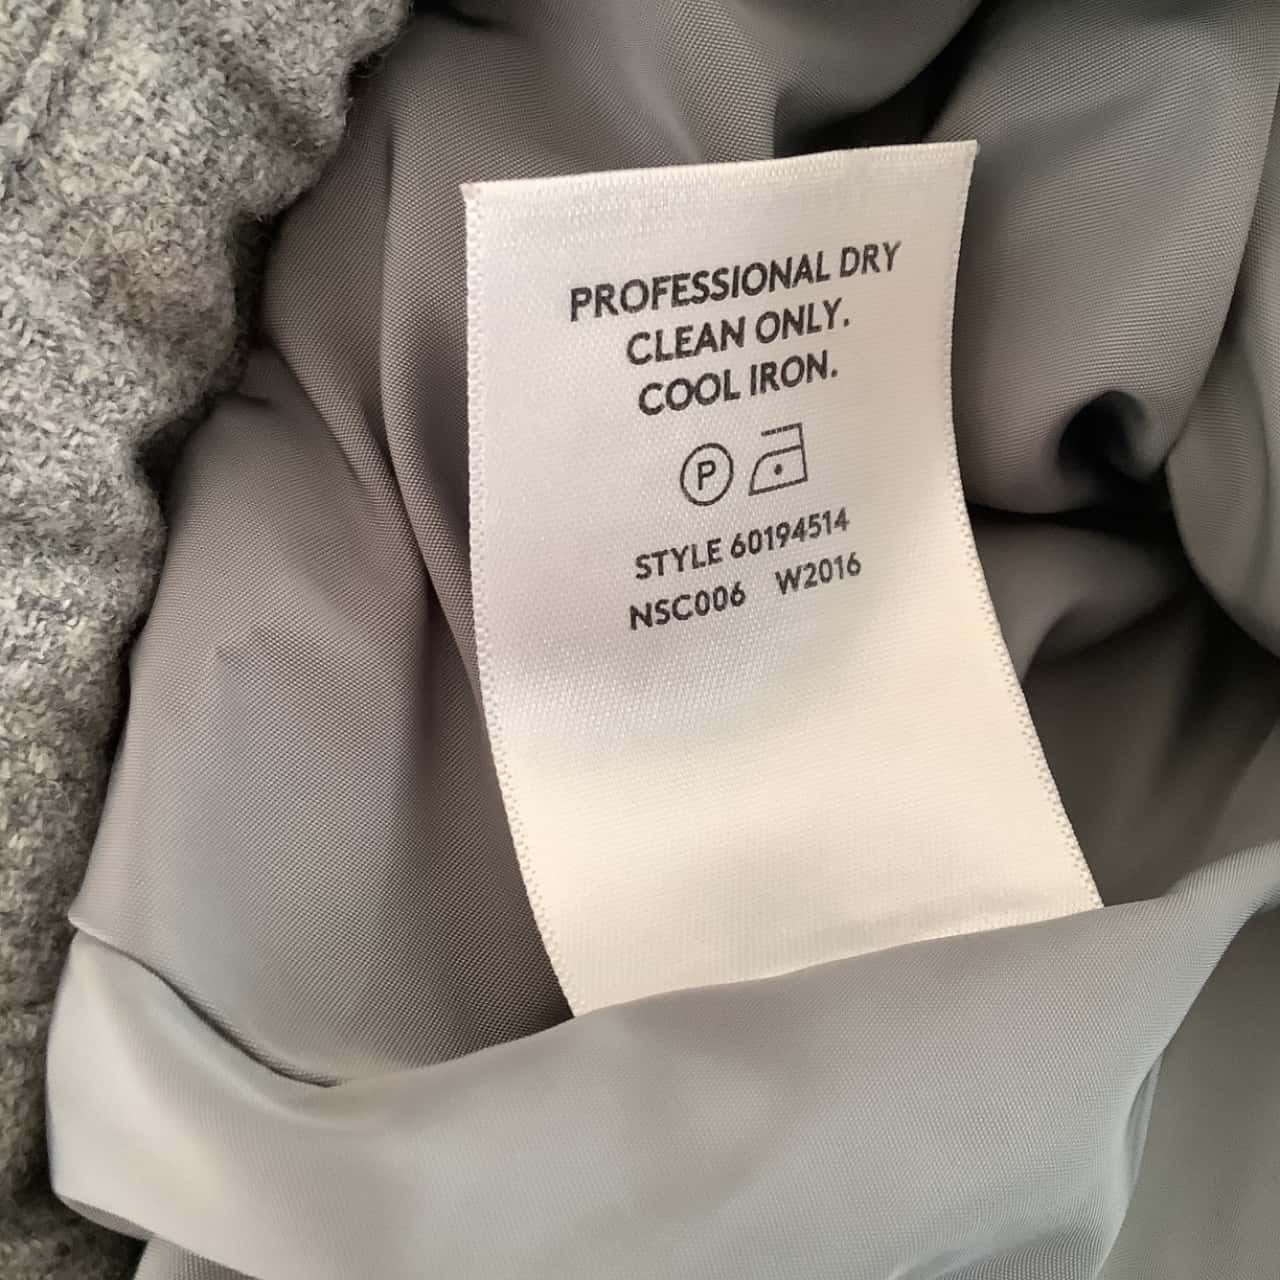 PROFESSIONAL DRY
CLEAN ONLY.
COOL IRON.
P
STYLE 60194514
NSC006 W2016